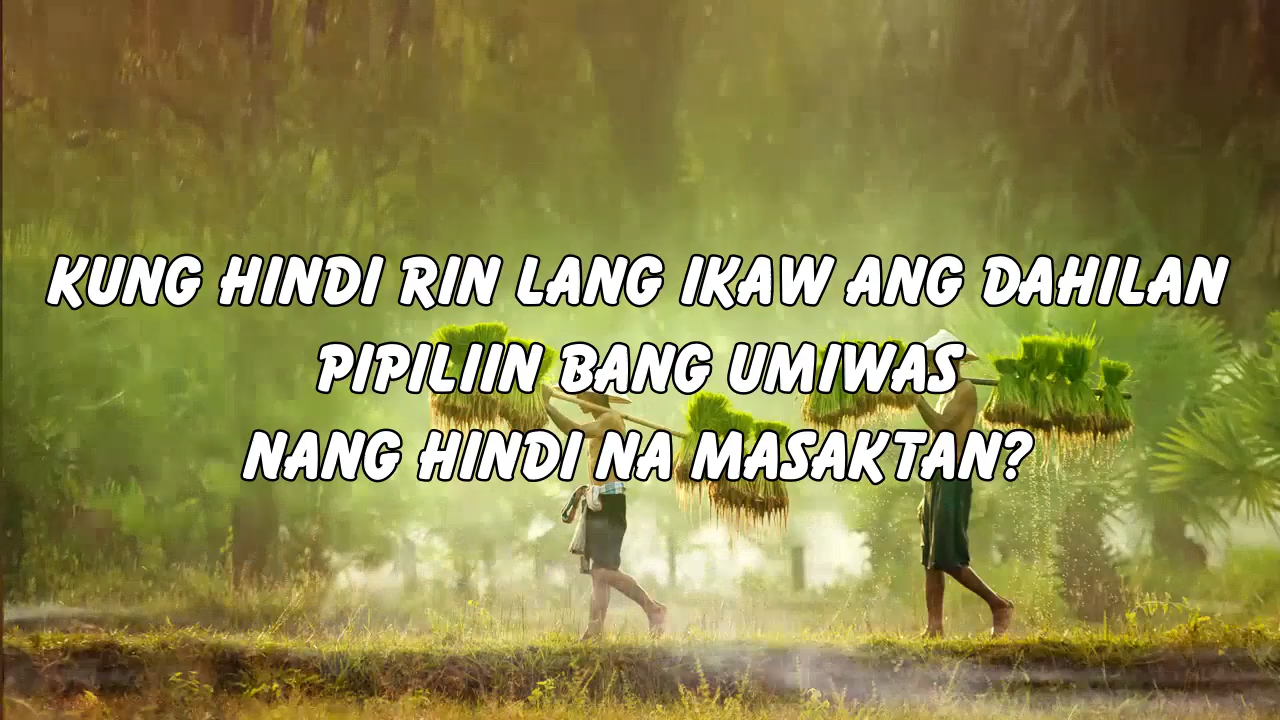 KUNG HINDI RIN LANG IKAW ANG DAHILAN
PIPILIIN BANG UMIWAS
NANG HINDI NA MASAKTAN?